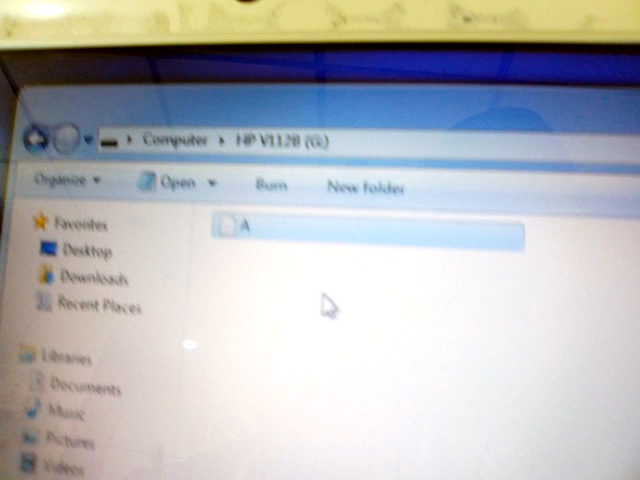 Computer HP V112B (G:)
Organize Open Burn New folder
Favorites
Desktop
Downloads
Recent Places
A
Libraries
Documents
Music
Pictures
Videos